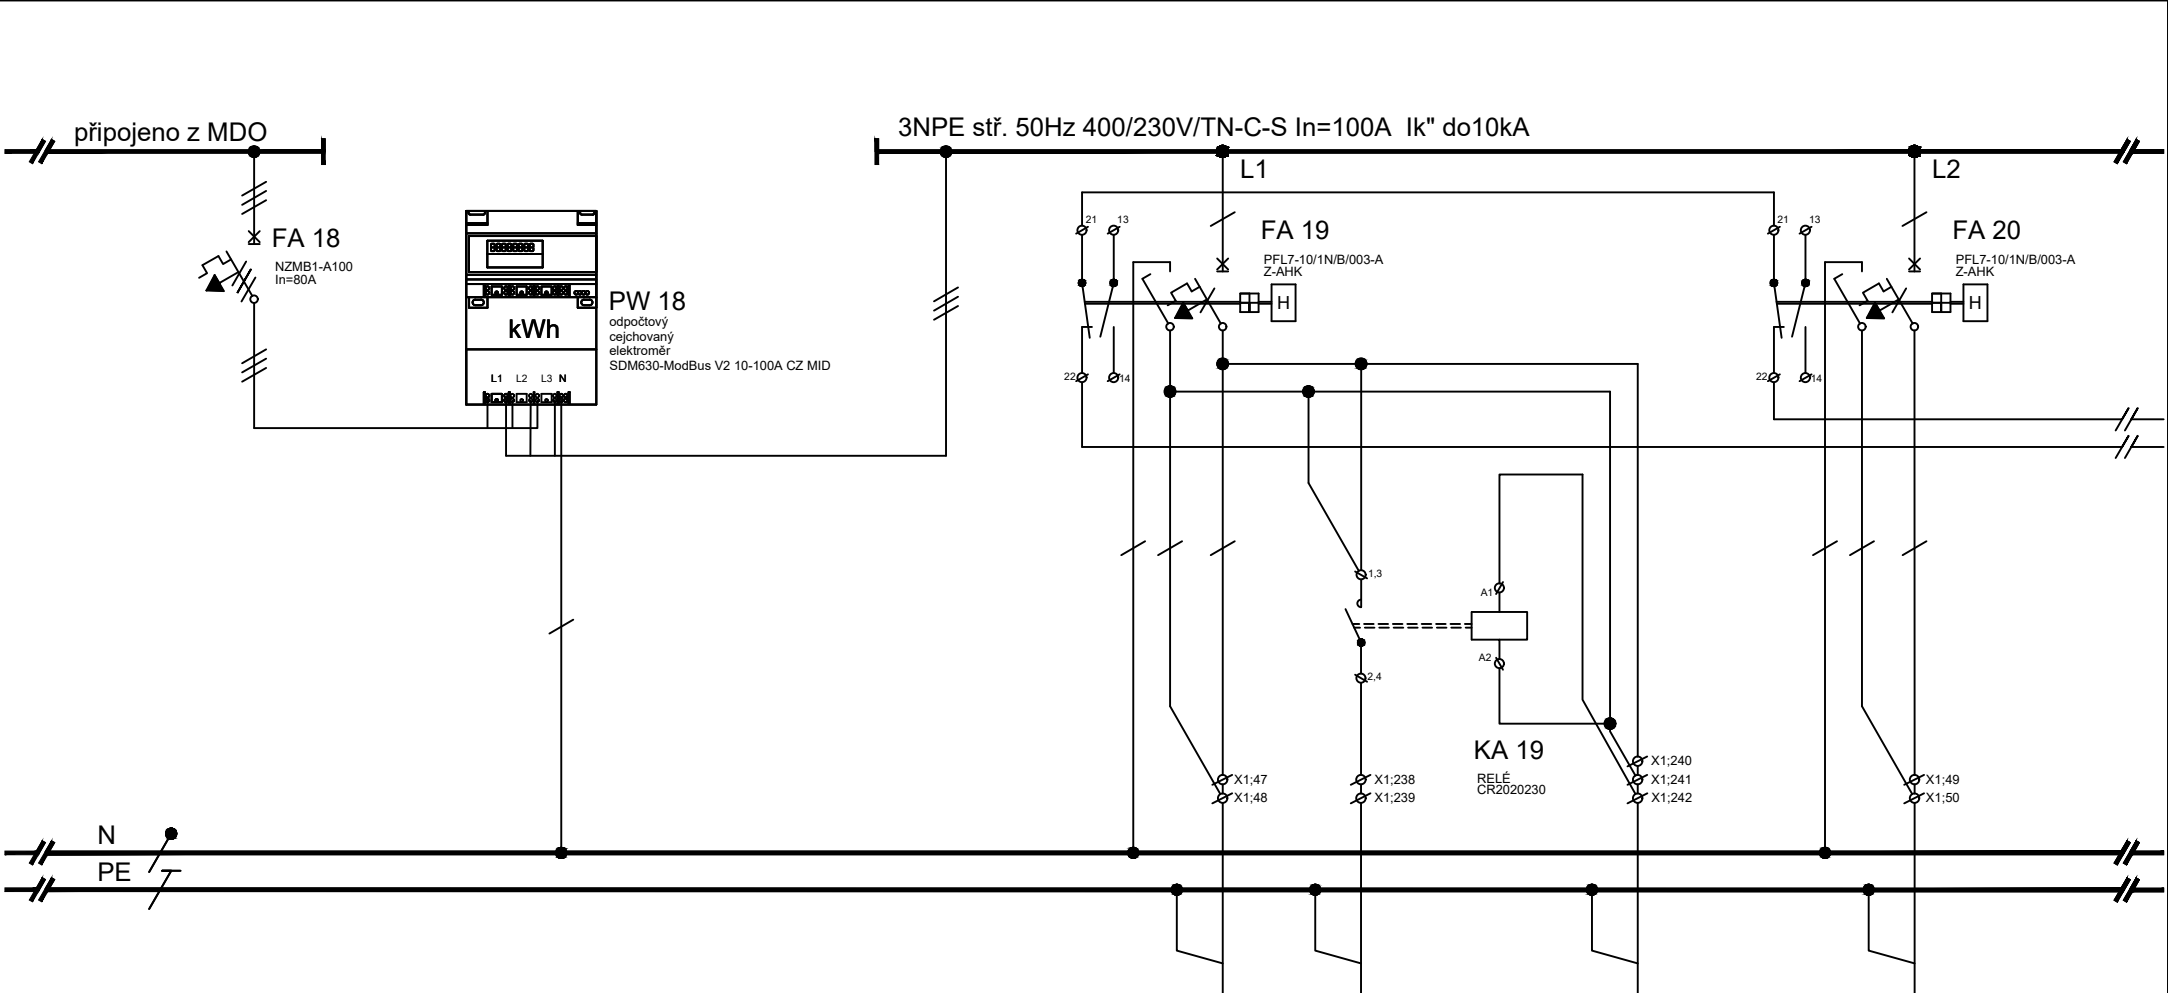 připojeno z MDO
3NPE stř. 50Hz 400/230V/TN-C-S In=100A  Ik" do10kA
L1
L2
FA 18
NZMB1-A100
In=80A
kWh
L1 L2 L3 N
PW 18
odpočtový
cejchovaný
elektroměr
SDM630-ModBus V2 10-100A CZ MID
21
13
FA 19
PFL7-10/1N/B/003-A
Z-AHK
H
22
14
21
13
FA 20
PFL7-10/1N/B/003-A
Z-AHK
H
22
14
1,3
A1
A2
2,4
KA 19
RELÉ
CR2020230
X1;47
X1;48
X1;238
X1;239
X1;240
X1;241
X1;242
X1;49
X1;50
N
PE